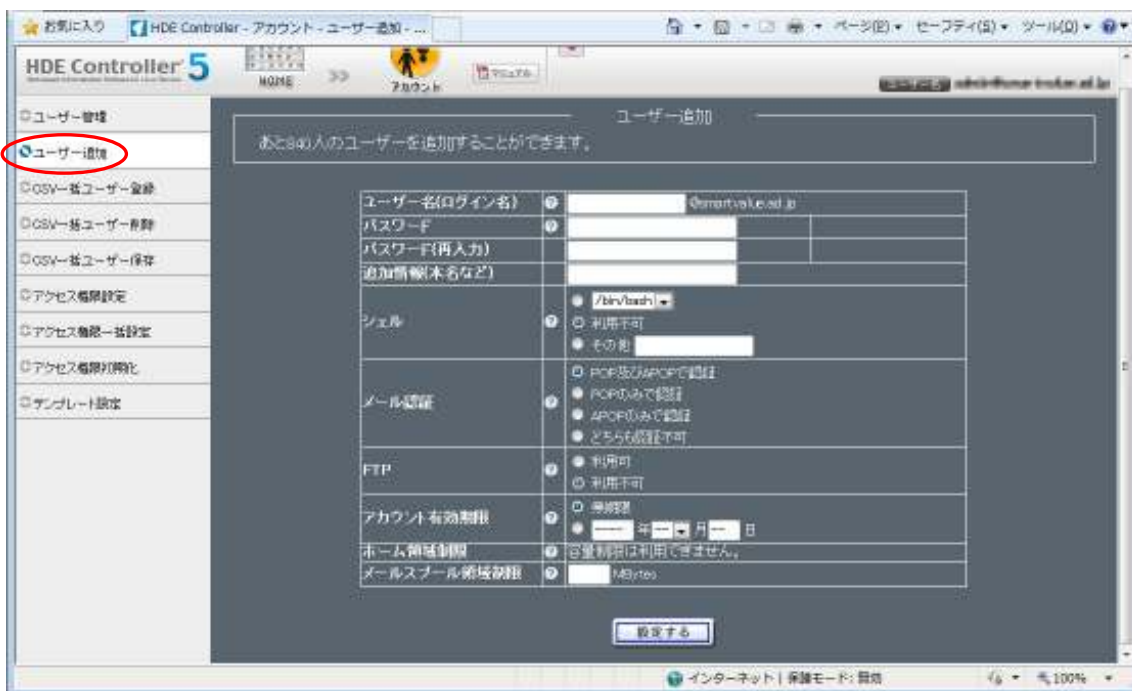 お気に入り
HDE Controller - アカウント - ユーザー追加 - ...
ページ(P)
セーフティ(S)
ツール(O)
HDE Controller 5
HOME
>>
アカウント
マニュアル
ユーザー管理
ユーザー追加
CSV一括ユーザー登録
CSV一括ユーザー削除
CSV一括ユーザー保存
アクセス権限設定
アクセス権限一括設定
アクセス権限初期化
テンプレート設定
ユーザー追加
あと840人のユーザーを追加することができます。
ユーザー名(ログイン名)
@smartvalue.ad.jp
パスワード
パスワード(再入力)
追加情報(本名など)
シェル
/bin/bash
利用不可
その他
メール認証
POP及びAPOPで認証
POPのみで認証
APOPのみで認証
どちらも認証不可
FTP
利用可
利用不可
アカウント有効期限
無期限
---- 年 -- 月 -- 日
ホーム領域制限
容量制限は利用できません。
メールスプール領域制限
MBytes
設定する
インターネット | 保護モード: 無効
100%